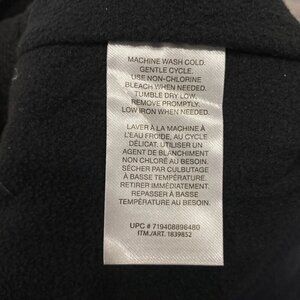 MACHINE WASH COLD.
GENTLE CYCLE.
USE NON-CHLORINE
BLEACH WHEN NEEDED.
TUMBLE DRY LOW.
REMOVE PROMPTLY.
LOW IRON WHEN NEEDED.
LAVER À LA MACHINE À
L'EAU FROIDE, AU CYCLE
DÉLICAT. UTILISER UN
AGENT DE BLANCHIMENT
NON CHLORÉ AU BESOIN.
SÉCHER PAR CULBUTAGE
À BASSE TEMPÉRATURE.
RETIRER IMMÉDIATEMENT.
REPASSER À BASSE
TEMPÉRATURE AU BESOIN.
UPC # 719408896480
ITM./ART. 1839852